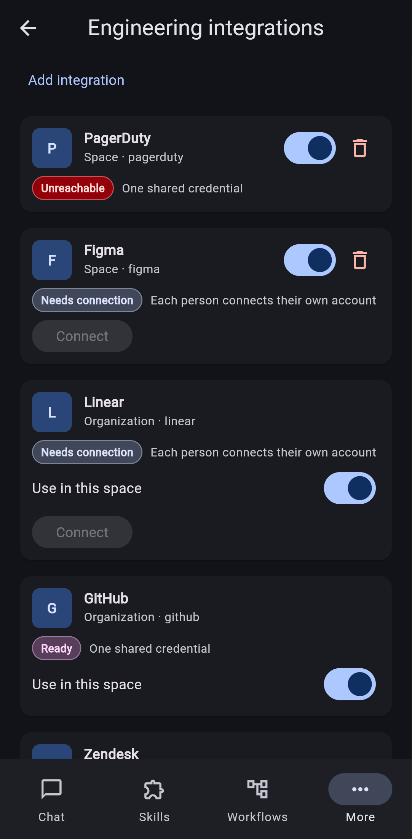 Engineering integrations
Add integration
P
PagerDuty
Space · pagerduty
Unreachable
One shared credential
F
Figma
Space · figma
Needs connection
Each person connects their own account
Connect
L
Linear
Organization · linear
Needs connection
Each person connects their own account
Use in this space
Connect
G
GitHub
Organization · github
Ready
One shared credential
Use in this space
Zendesk
Chat
Skills
Workflows
More